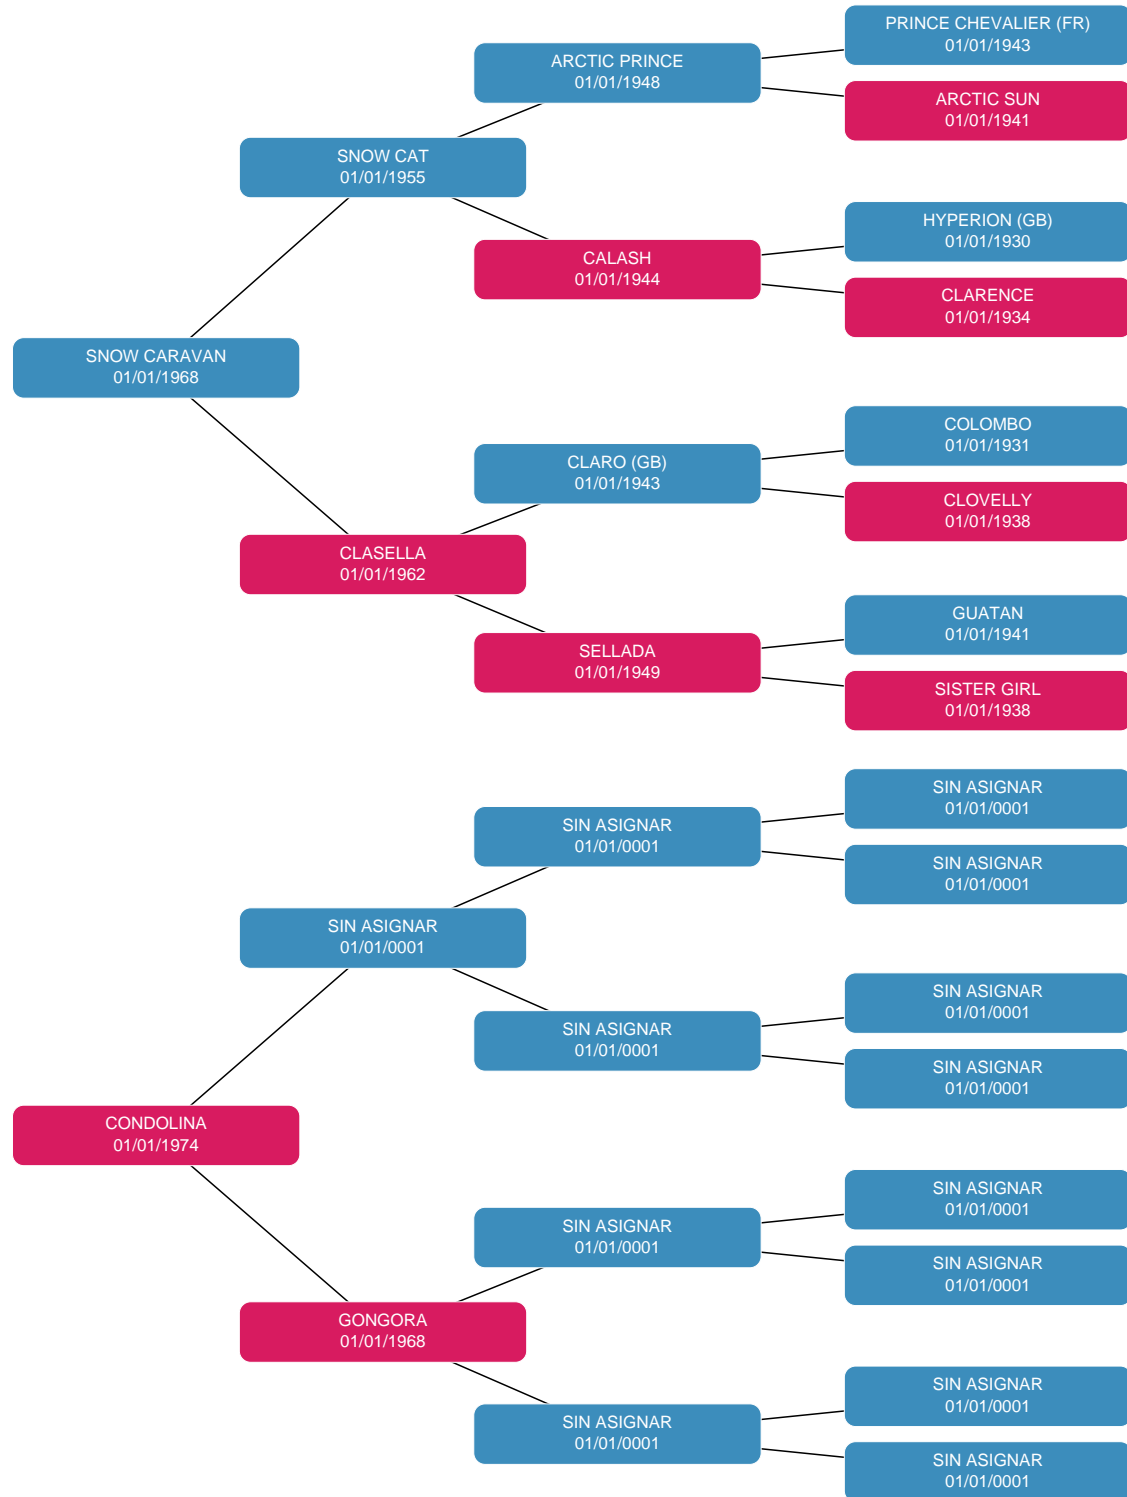 PRINCE CHEVALIER (FR)
01/01/1943
ARCTIC PRINCE
01/01/1948
ARCTIC SUN
01/01/1941
SNOW CAT
01/01/1955
HYPERION (GB)
01/01/1930
CALASH
01/01/1944
CLARENCE
01/01/1934
SNOW CARAVAN
01/01/1968
COLOMBO
01/01/1931
CLARO (GB)
01/01/1943
CLOVELLY
01/01/1938
CLASELLA
01/01/1962
GUATAN
01/01/1941
SELLADA
01/01/1949
SISTER GIRL
01/01/1938
SIN ASIGNAR
01/01/0001
SIN ASIGNAR
01/01/0001
SIN ASIGNAR
01/01/0001
SIN ASIGNAR
01/01/0001
SIN ASIGNAR
01/01/0001
SIN ASIGNAR
01/01/0001
SIN ASIGNAR
01/01/0001
CONDOLINA
01/01/1974
SIN ASIGNAR
01/01/0001
SIN ASIGNAR
01/01/0001
SIN ASIGNAR
01/01/0001
GONGORA
01/01/1968
SIN ASIGNAR
01/01/0001
SIN ASIGNAR
01/01/0001
SIN ASIGNAR
01/01/0001